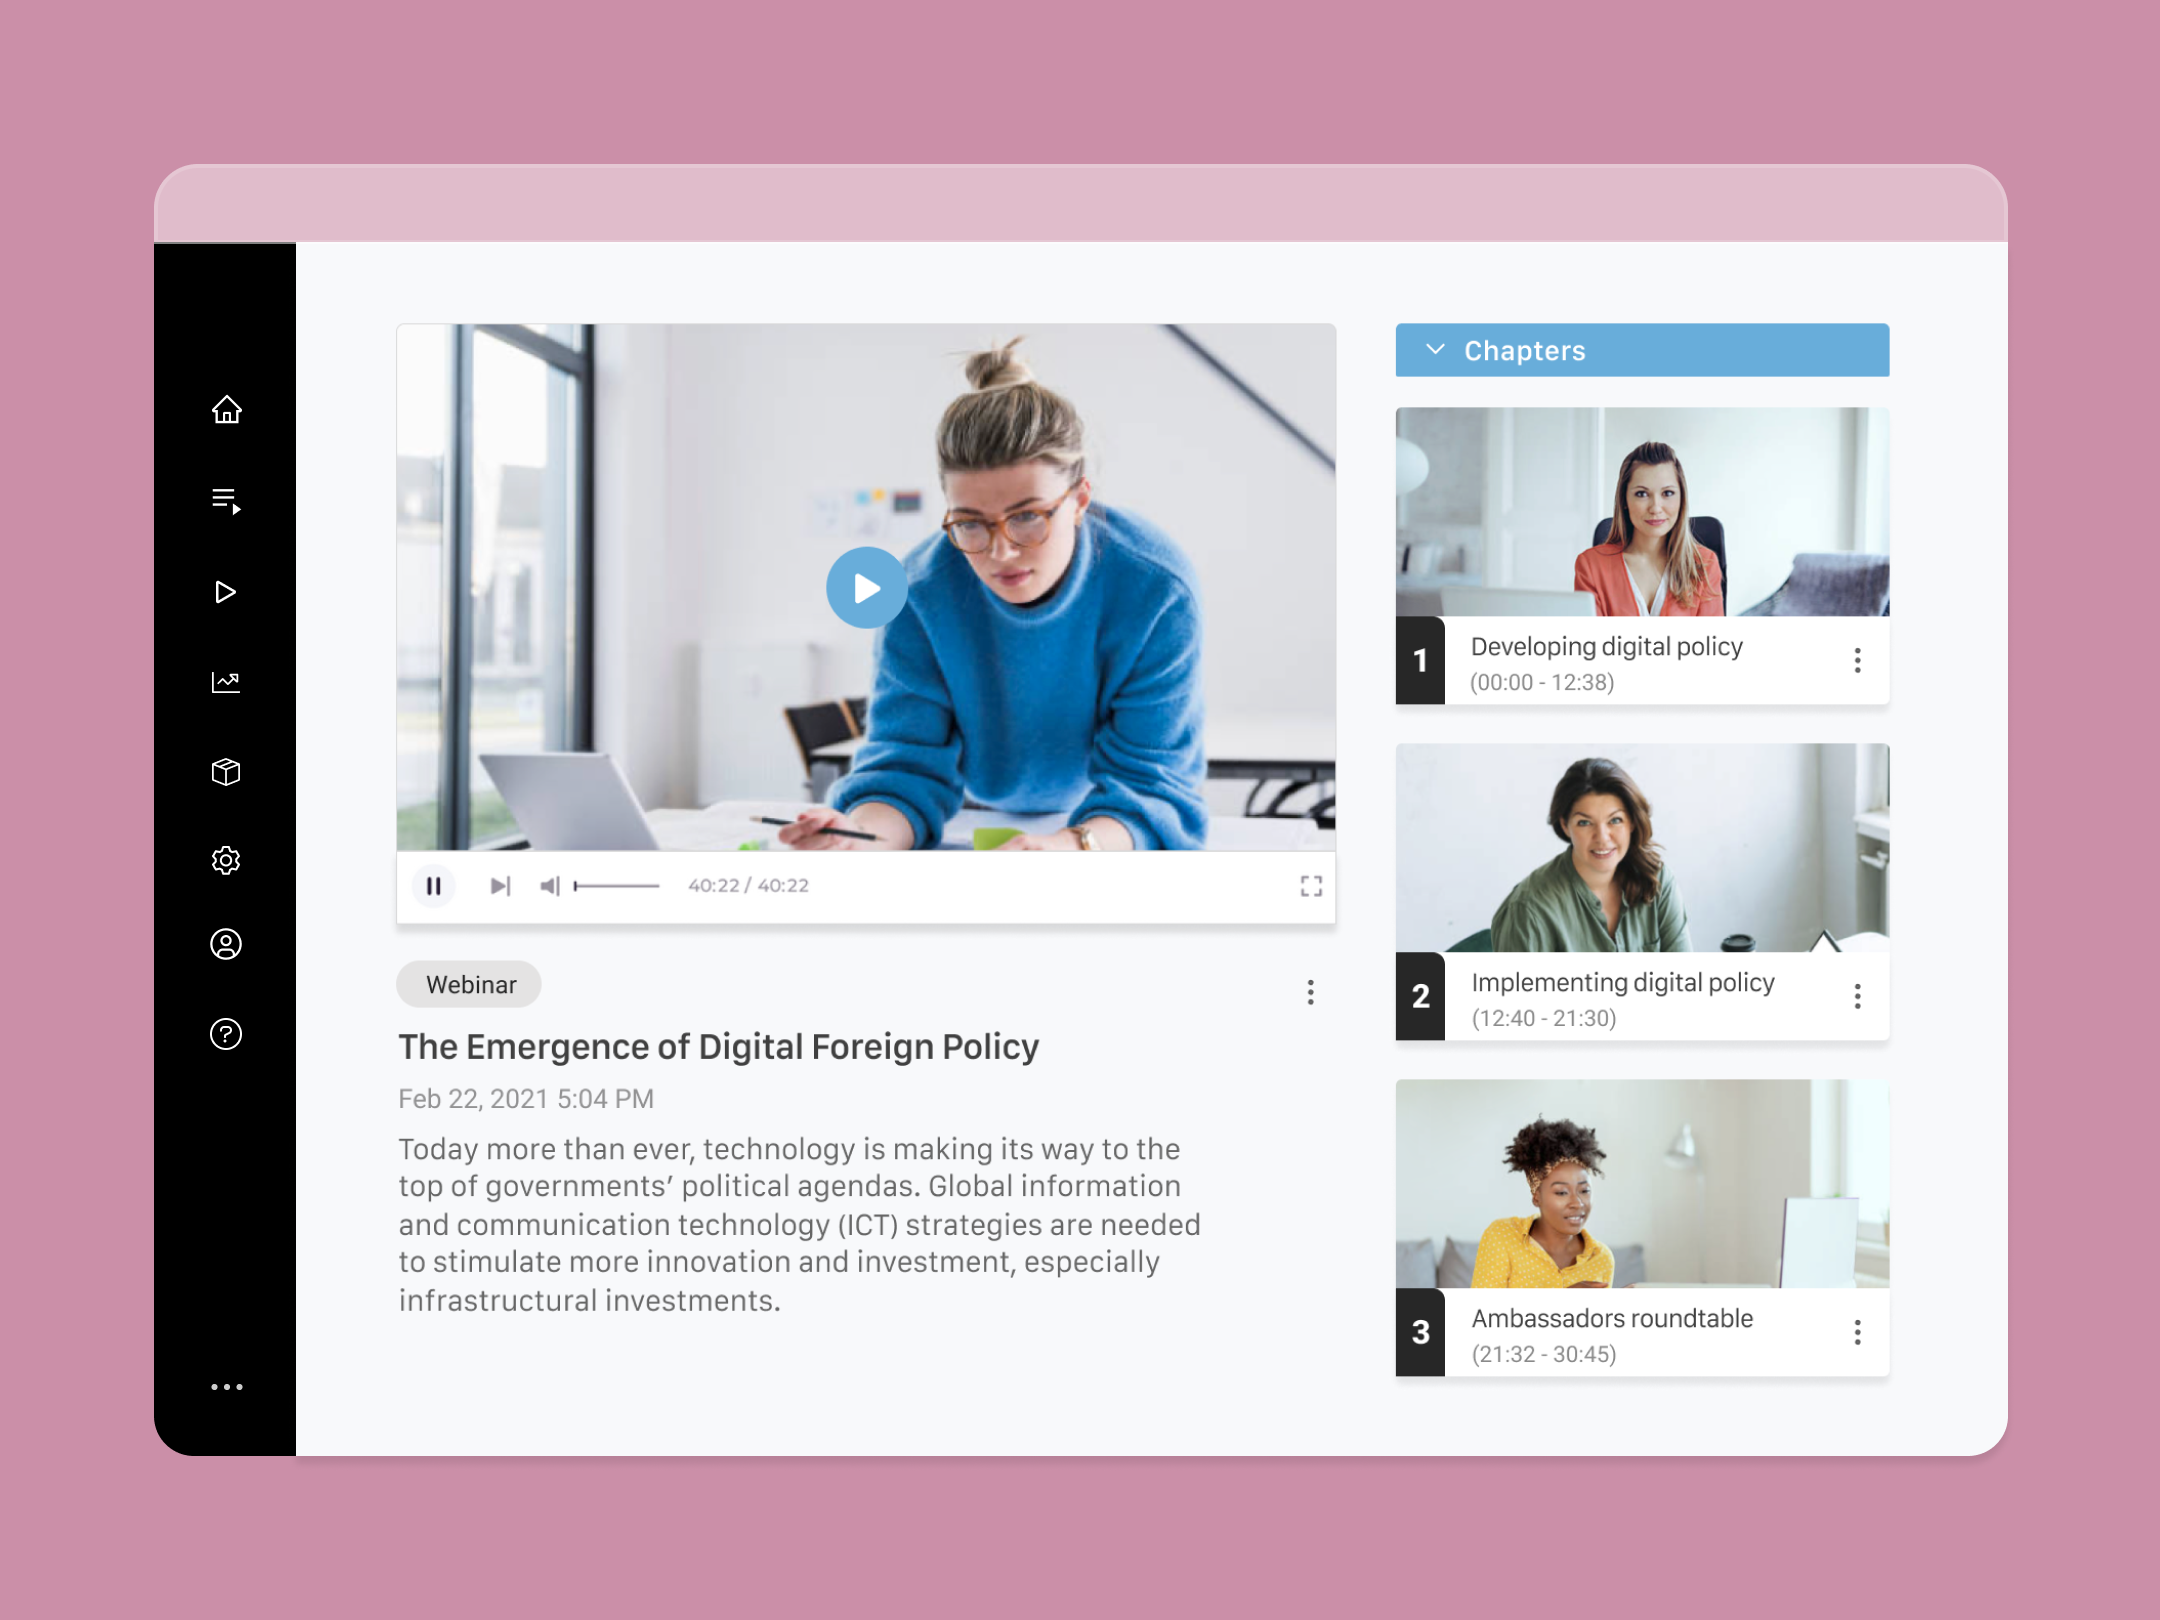 Chapters
40:22 / 40:22
Webinar
The Emergence of Digital Foreign Policy
Feb 22, 2021 5:04 PM
Today more than ever, technology is making its way to the
top of governments’ political agendas. Global information
and communication technology (ICT) strategies are needed
to stimulate more innovation and investment, especially
infrastructural investments.
1
Developing digital policy
(00:00 - 12:38)
2
Implementing digital policy
(12:40 - 21:30)
3
Ambassadors roundtable
(21:32 - 30:45)